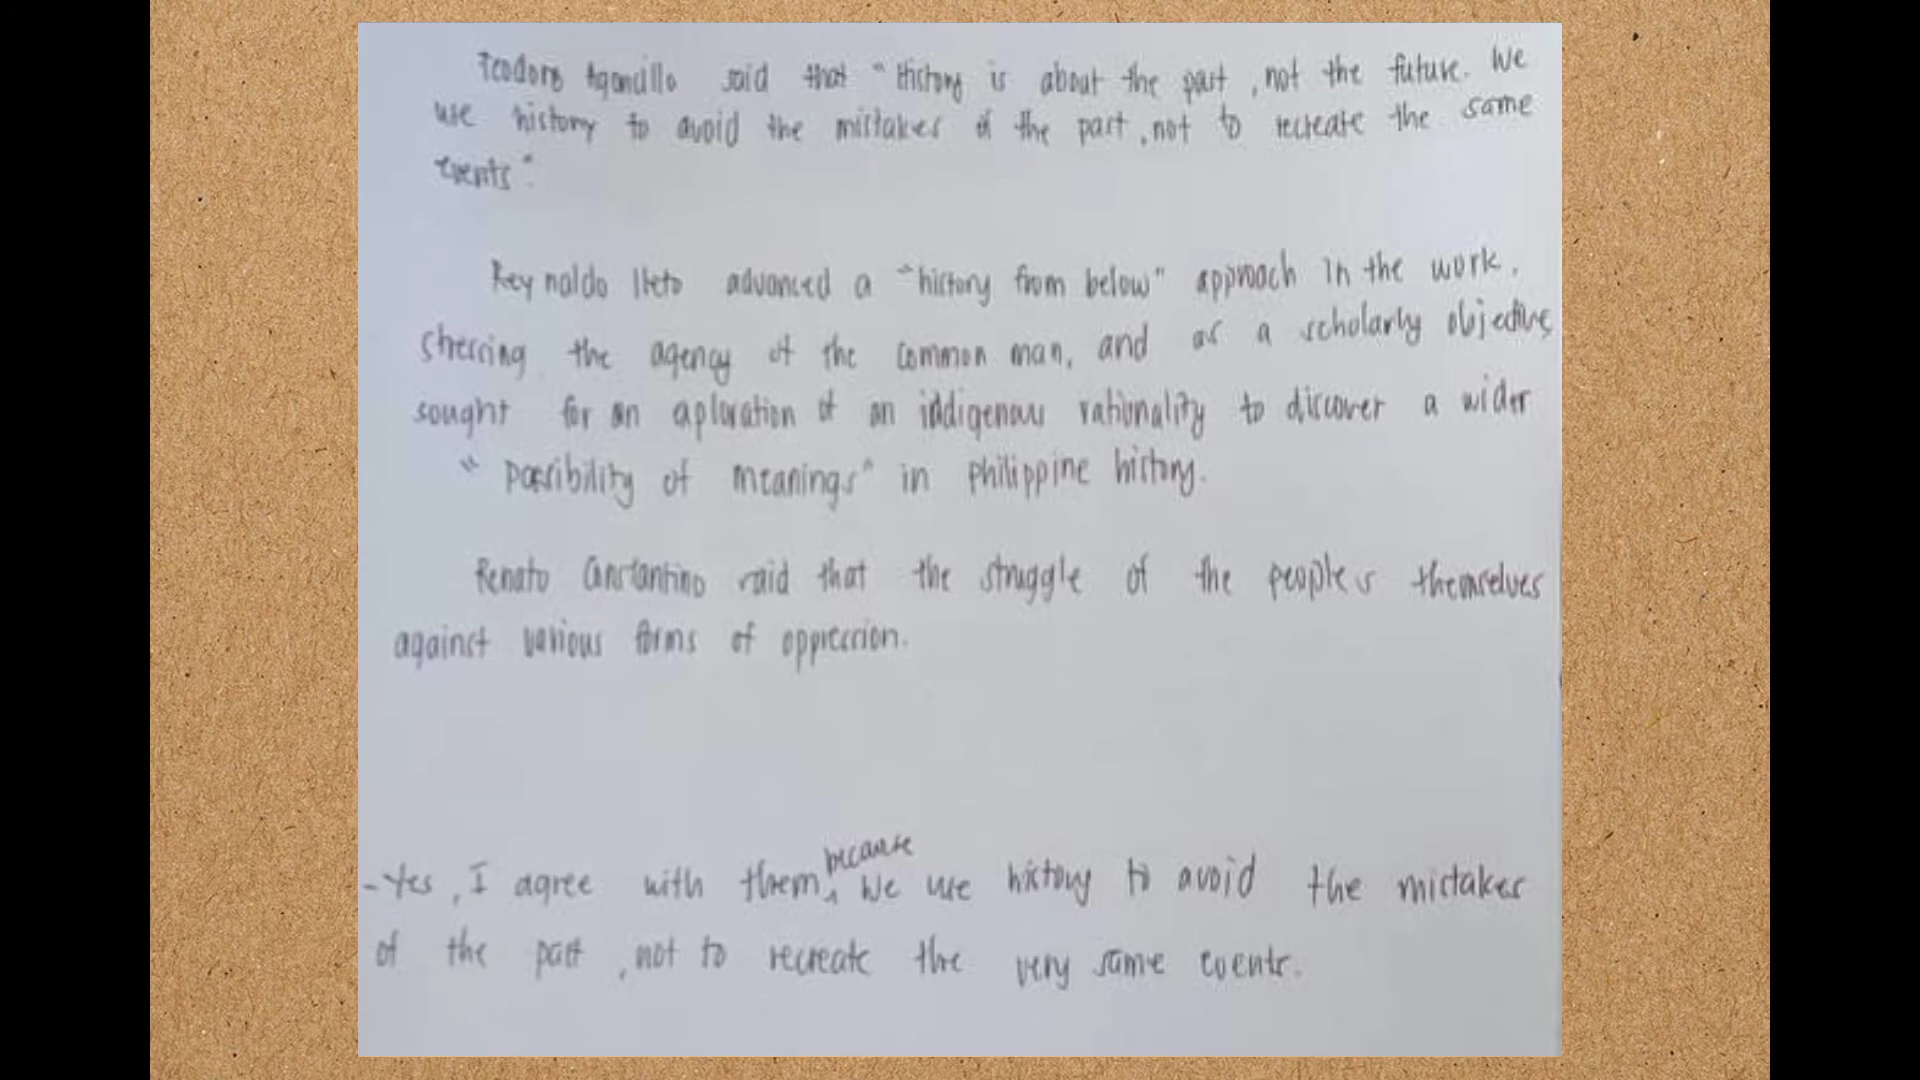 Teodoro Agoncillo said that "History is about the past, not the future. We
use history to avoid the mistakes of the past, not to recreate the same
events".
Reynaldo Ileto advanced a "history from below" approach in the work,
stressing the agency of the common man, and as a scholarly objective,
sought for an aploration of an iddigenous rationality to discover a wider
"possibility of meanings" in philippine history.
Renato Constantino said that the struggle of the people s themselves
against various forms of oppression.
because
- Yes, I agree with them, We use history to avoid the mistakes
of the past, not to recreate the very same events.